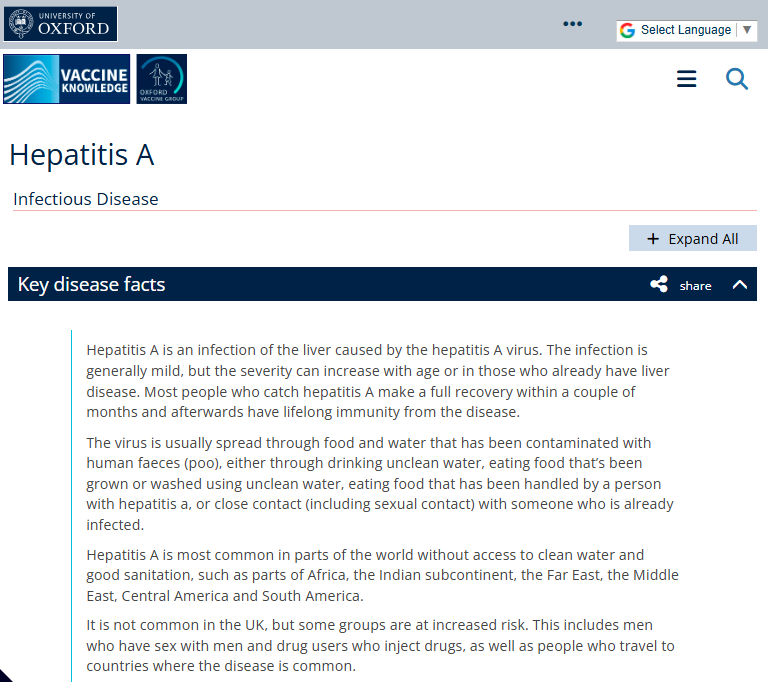 UNIVERSITY OF
OXFORD
Select Language
VACCINE
KNOWLEDGE
OXFORD
VACCINE GROUP
Hepatitis A
Infectious Disease
+ Expand All
Key disease facts
share
Hepatitis A is an infection of the liver caused by the hepatitis A virus. The infection is
generally mild, but the severity can increase with age or in those who already have liver
disease. Most people who catch hepatitis A make a full recovery within a couple of
months and afterwards have lifelong immunity from the disease.
The virus is usually spread through food and water that has been contaminated with
human faeces (poo), either through drinking unclean water, eating food that’s been
grown or washed using unclean water, eating food that has been handled by a person
with hepatitis a, or close contact (including sexual contact) with someone who is already
infected.
Hepatitis A is most common in parts of the world without access to clean water and
good sanitation, such as parts of Africa, the Indian subcontinent, the Far East, the Middle
East, Central America and South America.
It is not common in the UK, but some groups are at increased risk. This includes men
who have sex with men and drug users who inject drugs, as well as people who travel to
countries where the disease is common.